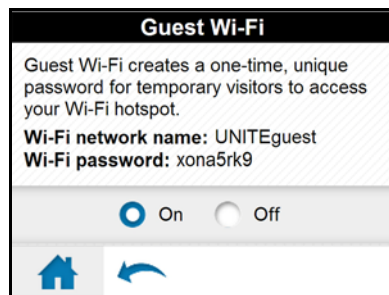 Guest Wi-Fi
Guest Wi-Fi creates a one-time, unique
password for temporary visitors to access
your Wi-Fi hotspot.
Wi-Fi network name: UNITEguest
Wi-Fi password: xona5rk9
On Off